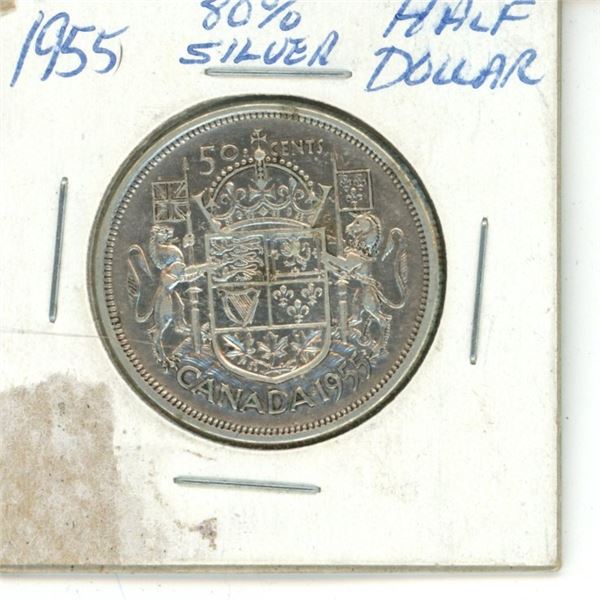 1955 80% HALF
SILVER DOLLAR
50 CENTS
CANADA 1955